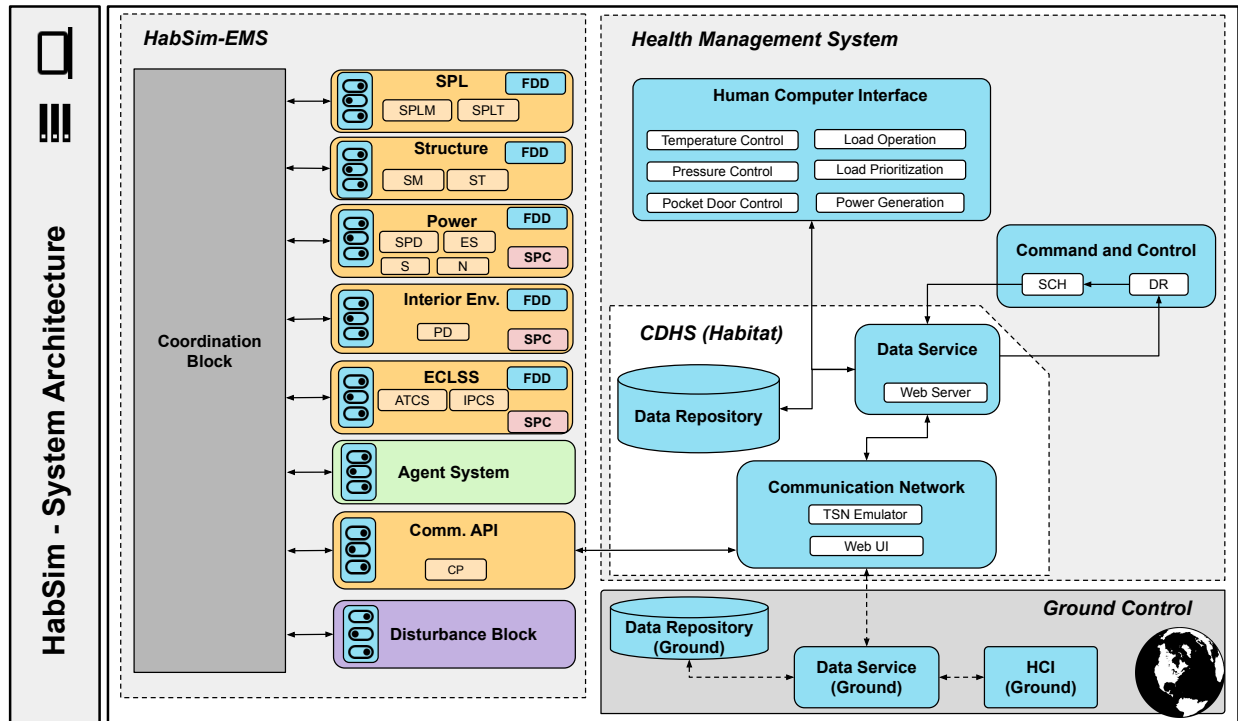 HabSim - System Architecture
HabSim-EMS
Coordination
Block
SPL
FDD
SPLM
SPLT
Structure
FDD
SM
ST
Power
FDD
SPD
ES
S
N
SPC
Interior Env.
FDD
PD
SPC
ECLSS
FDD
ATCS
IPCS
SPC
Agent System
Comm. API
CP
Disturbance Block
Health Management System
Human Computer Interface
Temperature Control
Load Operation
Pressure Control
Load Prioritization
Pocket Door Control
Power Generation
Command and Control
SCH
DR
CDHS (Habitat)
Data Service
Web Server
Data Repository
Communication Network
TSN Emulator
Web UI
Ground Control
Data Repository
(Ground)
Data Service
(Ground)
HCI
(Ground)